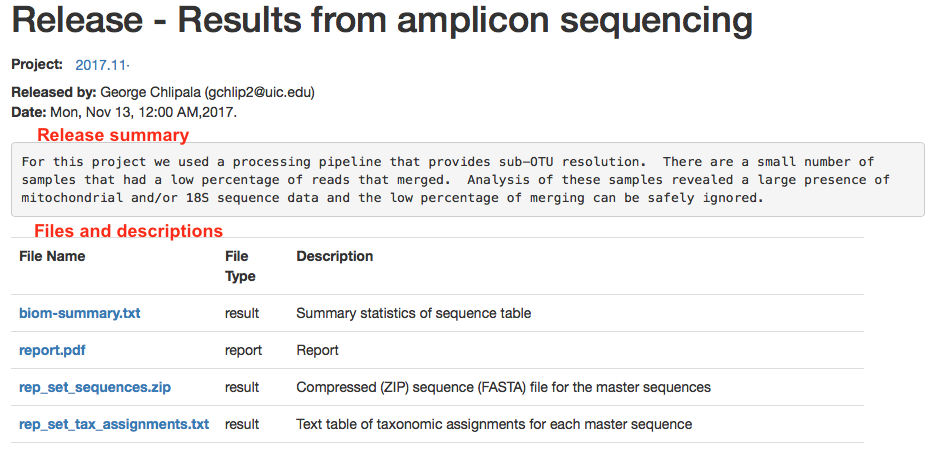 Release - Results from amplicon sequencing
Project: 2017.11·
Released by: George Chlipala (gchlip2@uic.edu)
Date: Mon, Nov 13, 12:00 AM,2017.
Release summary
For this project we used a processing pipeline that provides sub-OTU resolution.  There are a small number of
samples that had a low percentage of reads that merged.  Analysis of these samples revealed a large presence of
mitochondrial and/or 18S sequence data and the low percentage of merging can be safely ignored.
Files and descriptions
File Name File Type Description
biom-summary.txt result Summary statistics of sequence table
report.pdf report Report
rep_set_sequences.zip result Compressed (ZIP) sequence (FASTA) file for the master sequences
rep_set_tax_assignments.txt result Text table of taxonomic assignments for each master sequence